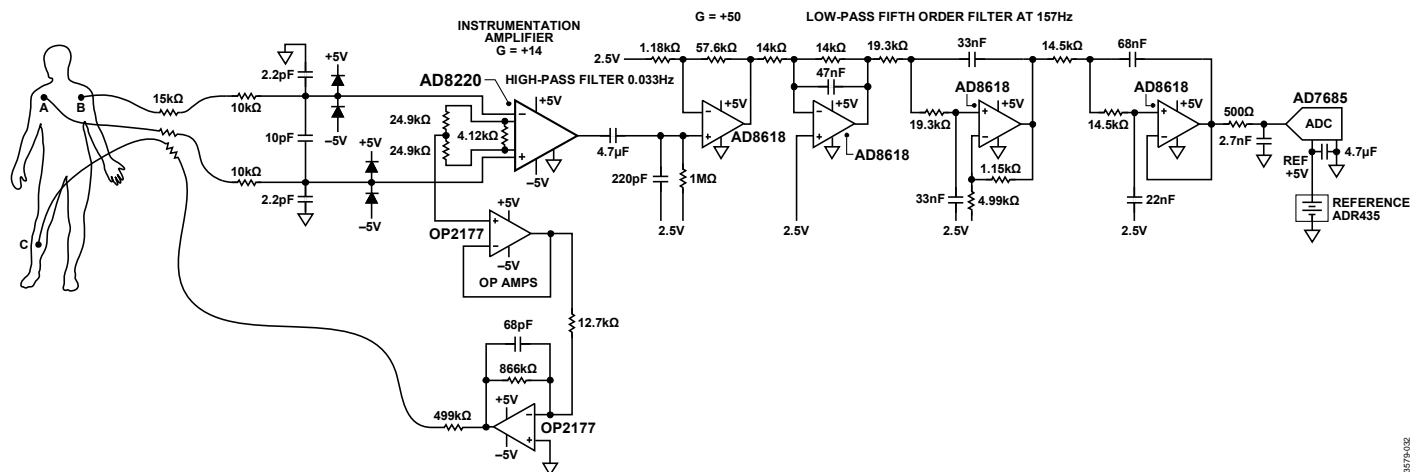 INSTRUMENTATION
AMPLIFIER
G = +14
G = +50
LOW-PASS FIFTH ORDER FILTER AT 157Hz
2.2pF
+5V
AD8220
HIGH-PASS FILTER 0.033Hz
2.5V
1.18kΩ
57.6kΩ
14kΩ
14kΩ
19.3kΩ
33nF
14.5kΩ
68nF
A
B
15kΩ
10kΩ
10pF
–5V
+5V
24.9kΩ
4.12kΩ
24.9kΩ
–
+
+5V
–5V
4.7µF
–
+
+5V
AD8618
47nF
–
+
+5V
AD8618
19.3kΩ
AD8618
+
–
+5V
1.15kΩ
4.99kΩ
33nF
14.5kΩ
AD8618
+
–
+5V
22nF
500Ω
2.7nF
AD7685
ADC
REF
+5V
4.7µF
REFERENCE
ADR435
10kΩ
2.2pF
+5V
–5V
220pF
1MΩ
2.5V
2.5V
2.5V
2.5V
C
OP2177
+
–
+5V
–5V
OP AMPS
12.7kΩ
68pF
866kΩ
499kΩ
+5V
–5V
–
+
OP2177
03579-032